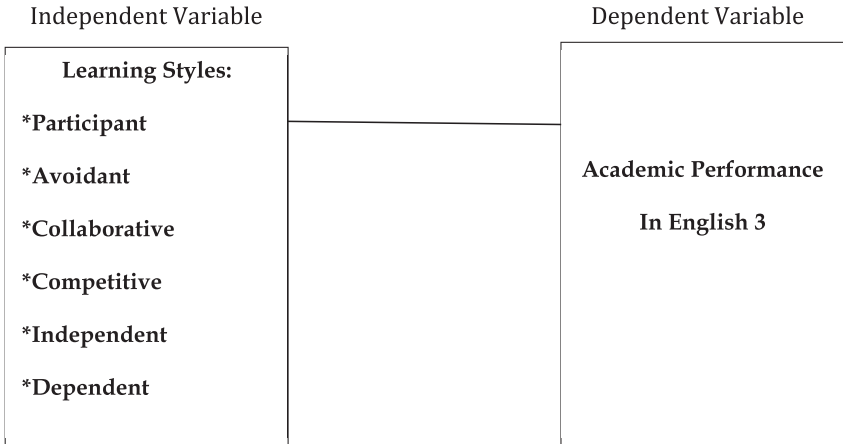 Independent Variable
Dependent Variable
Learning Styles:
*Participant
*Avoidant
*Collaborative
*Competitive
*Independent
*Dependent
Academic Performance
In English 3